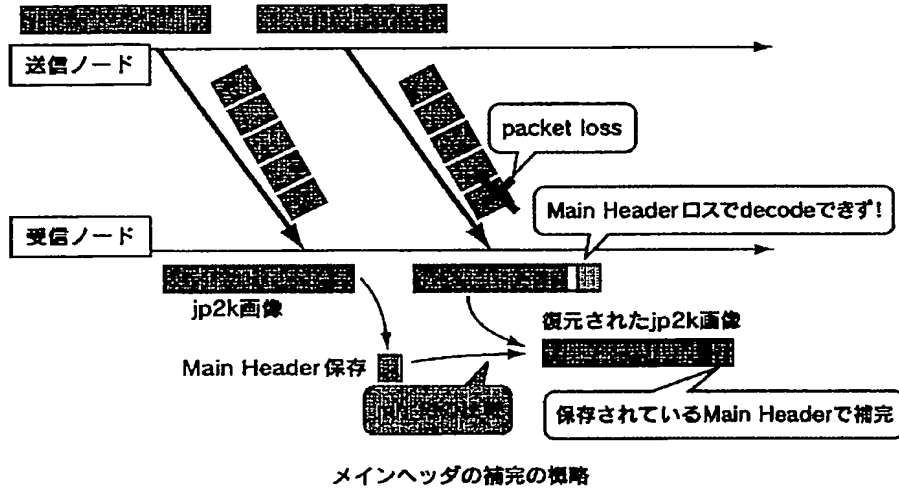 送信ノード
packet loss
Main Headerロスでdecodeできず!
受信ノード
jp2k画像
復元されたjp2k画像
Main Header保存
保存されているMain Headerで補完
メインヘッダの補完の概略